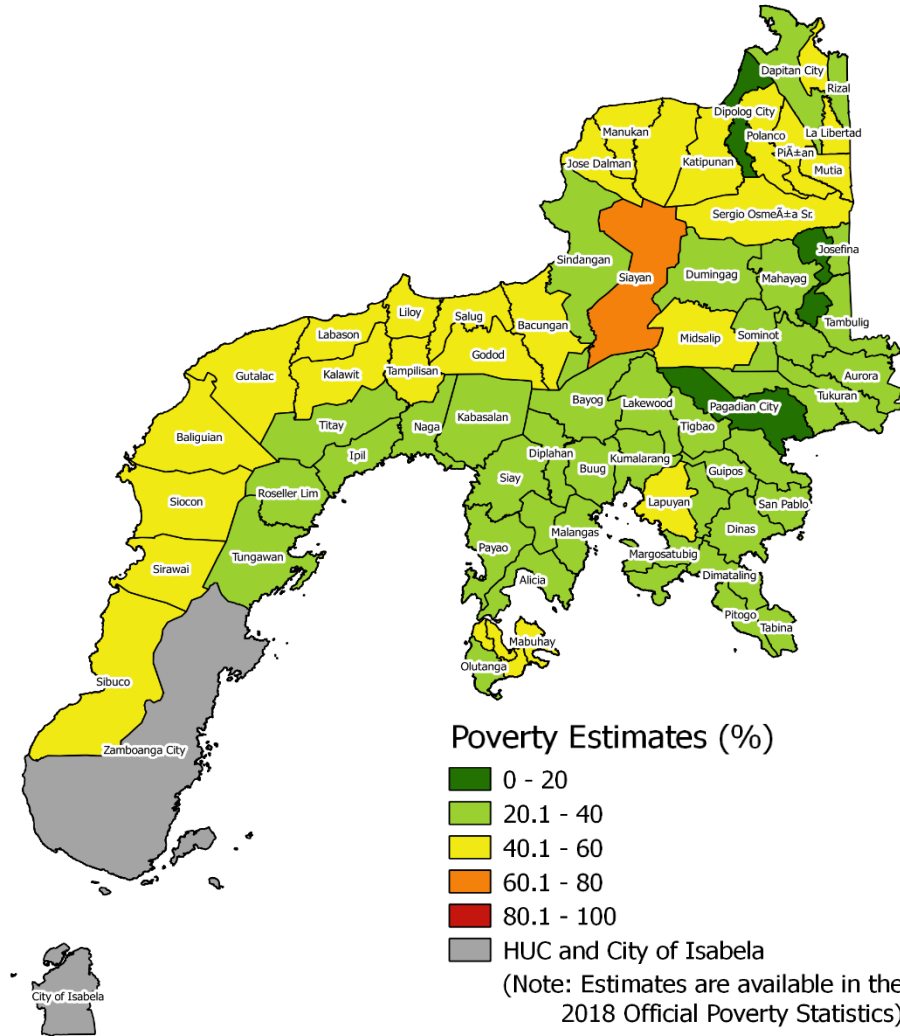 Dapitan City
Rizal
Dipolog City
Polanco
La Libertad
Manukan
PiÃ±an
Jose Dalman
Katipunan
Mutia
Sergio OsmeÃ±a Sr.
Sindangan
Josefina
Siayan
Dumingag
Mahayag
Liloy
Salug
Bacungan
Tambulig
Labason
Midsalip
Sominot
Godod
Gutalac
Kalawit
Tampilisan
Aurora
Bayog
Lakewood
Pagadian City
Tukuran
Kabasalan
Titay
Naga
Tigbao
Baliguian
Ipil
Diplahan
Kumalarang
Buug
Guipos
Siay
Roseller Lim
Siocon
Lapuyan
San Pablo
Dinas
Malangas
Payao
Tungawan
Margosatubig
Sirawai
Alicia
Dimataling
Pitogo
Tabina
Mabuhay
Olutanga
Sibuco
Zamboanga City
City of Isabela
Poverty Estimates (%)
0 - 20
20.1 - 40
40.1 - 60
60.1 - 80
80.1 - 100
HUC and City of Isabela
(Note: Estimates are available in the
2018 Official Poverty Statistics)